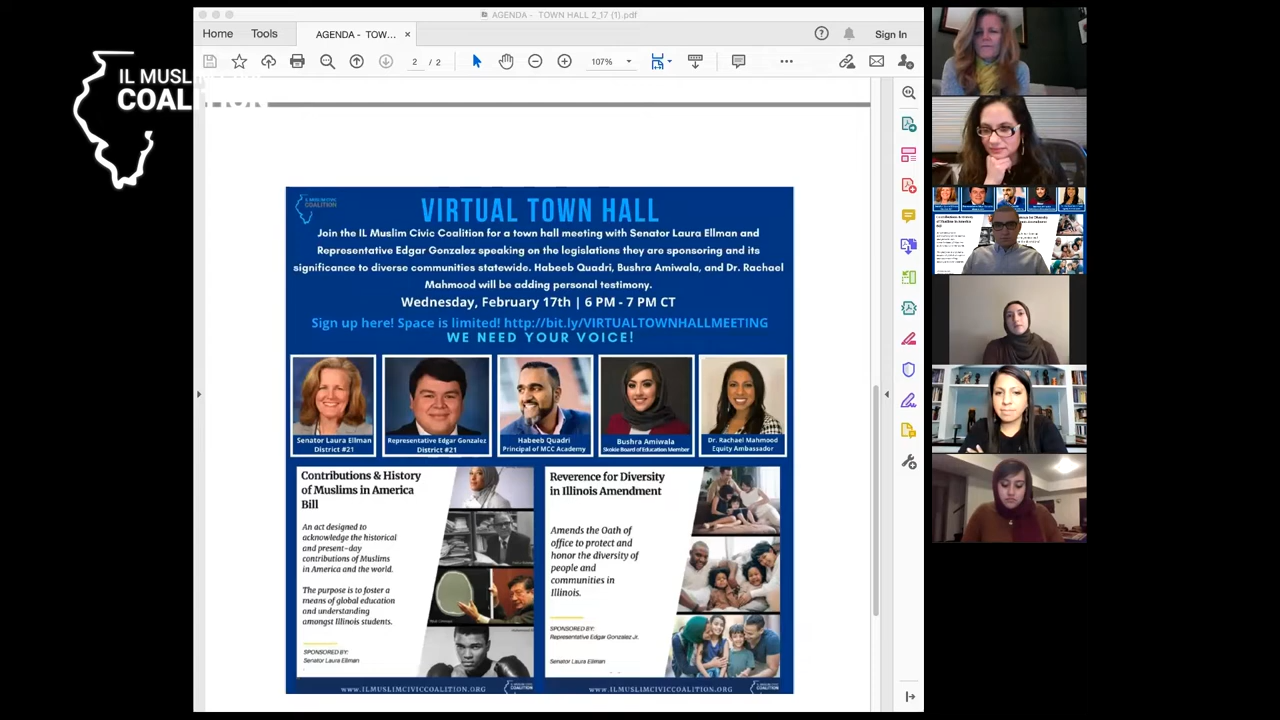 AGENDA - TOWN HALL 2_17 (1).pdf
Home
Tools
AGENDA - TOW...
×
Sign In
2 / 2
107%
IL MUSLIM
COALITION
IL MUSLIM CIVIC
COALITION
VIRTUAL TOWN HALL
Join the IL Muslim Civic Coalition for a town hall meeting with Senator Laura Ellman and
Representative Edgar Gonzalez speaking on the legislations they are sponsoring and its
significance to diverse communities statewide. Habeeb Quadri, Bushra Amiwala, and Dr. Rachael
Mahmood will be adding personal testimony.
Wednesday, February 17th | 6 PM - 7 PM CT
Sign up here! Space is limited! http://bit.ly/VIRTUALTOWNHALLMEETING
WE NEED YOUR VOICE!
Senator Laura Ellman
District #21
Representative Edgar Gonzalez
District #21
Habeeb Quadri
Principal of MCC Academy
Bushra Amiwala
Skokie Board of Education Member
Dr. Rachael Mahmood
Equity Ambassador
Contributions & History
of Muslims in America
Bill
An act designed to
acknowledge the historical
and present-day
contributions of Muslims
in America and the world.
The purpose is to foster a
means of global education
and understanding
amongst Illinois students.
SPONSORED BY:
Senator Laura Ellman
www.ILMUSLIMCIVICCOALITION.ORG
COALITION
Reverence for Diversity
in Illinois Amendment
Amends the Oath of
office to protect and
honor the diversity of
people and
communities in
Illinois.
SPONSORED BY:
Representative Edgar Gonzalez Jr.
Senator Laura Ellman
www.ILMUSLIMCIVICCOALITION.ORG
COALITION